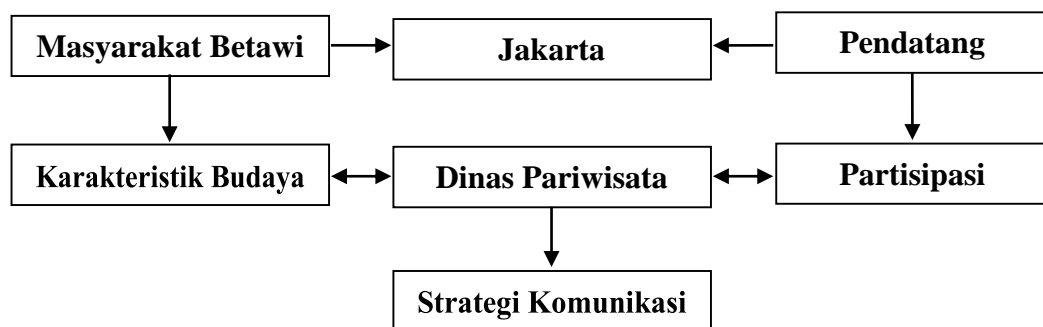 Masyarakat Betawi
Jakarta
Pendatang
Karakteristik Budaya
Dinas Pariwisata
Partisipasi
Strategi Komunikasi